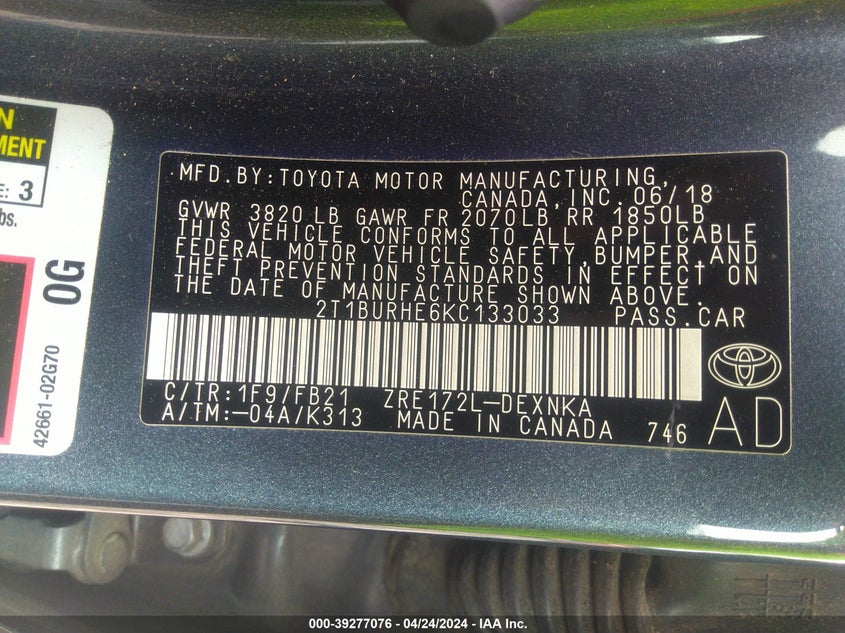 N
MENT
E: 3
bs.
OG
42661-02G70
MFD.BY:TOYOTA MOTOR MANUFACTURING,
CANADA,INC.06/18
GVWR 3820 LB GAWR FR 2070LB RR 1850LB
THIS VEHICLE CONFORMS TO ALL APPLICABLE
FEDERAL MOTOR VEHICLE SAFETY,BUMPER,AND
THEFT PREVENTION STANDARDS IN EFFECT ON
THE DATE OF MANUFACTURE SHOWN ABOVE.
2T1BURHE6KC133033 PASS.CAR
C/TR:1F9/FB21 ZRE172L-DEXNKA
A/TM:-04A/K313 MADE IN CANADA 746
AD
000-39277076 - 04/24/2024 - IAA Inc.